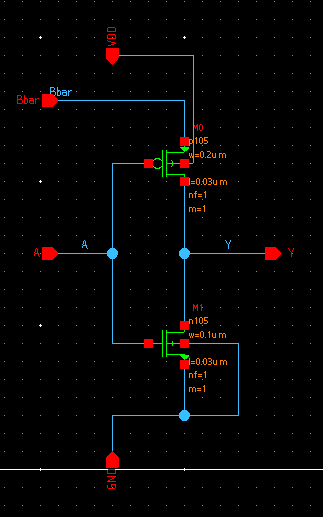 VDD
Bbar
Bbar
M0
p105
w=0.2um
l=0.03um
nf=1
m=1
A
A
Y
Y
M1
n105
w=0.1um
l=0.03um
nf=1
m=1
GND